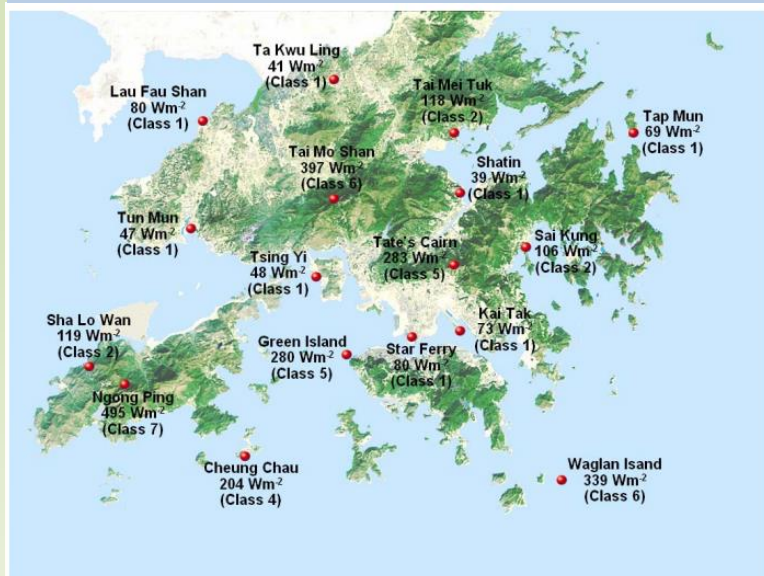 Ta Kwu Ling
41 Wm⁻²
(Class 1)
Lau Fau Shan
80 Wm⁻²
(Class 1)
Tai Mei Tuk
118 Wm⁻²
(Class 2)
Tap Mun
69 Wm⁻²
(Class 1)
Tai Mo Shan
397 Wm⁻²
(Class 6)
Shatin
39 Wm⁻²
(Class 1)
Tun Mun
47 Wm⁻²
(Class 1)
Tsing Yi
48 Wm⁻²
(Class 1)
Tate's Cairn
283 Wm⁻²
(Class 5)
Sai Kung
106 Wm⁻²
(Class 2)
Sha Lo Wan
119 Wm⁻²
(Class 2)
Green Island
280 Wm⁻²
(Class 5)
Star Ferry
80 Wm⁻²
(Class 1)
Kai Tak
73 Wm⁻²
(Class 1)
Ngong Ping
495 Wm⁻²
(Class 7)
Cheung Chau
204 Wm⁻²
(Class 4)
Waglan Isand
339 Wm⁻²
(Class 6)